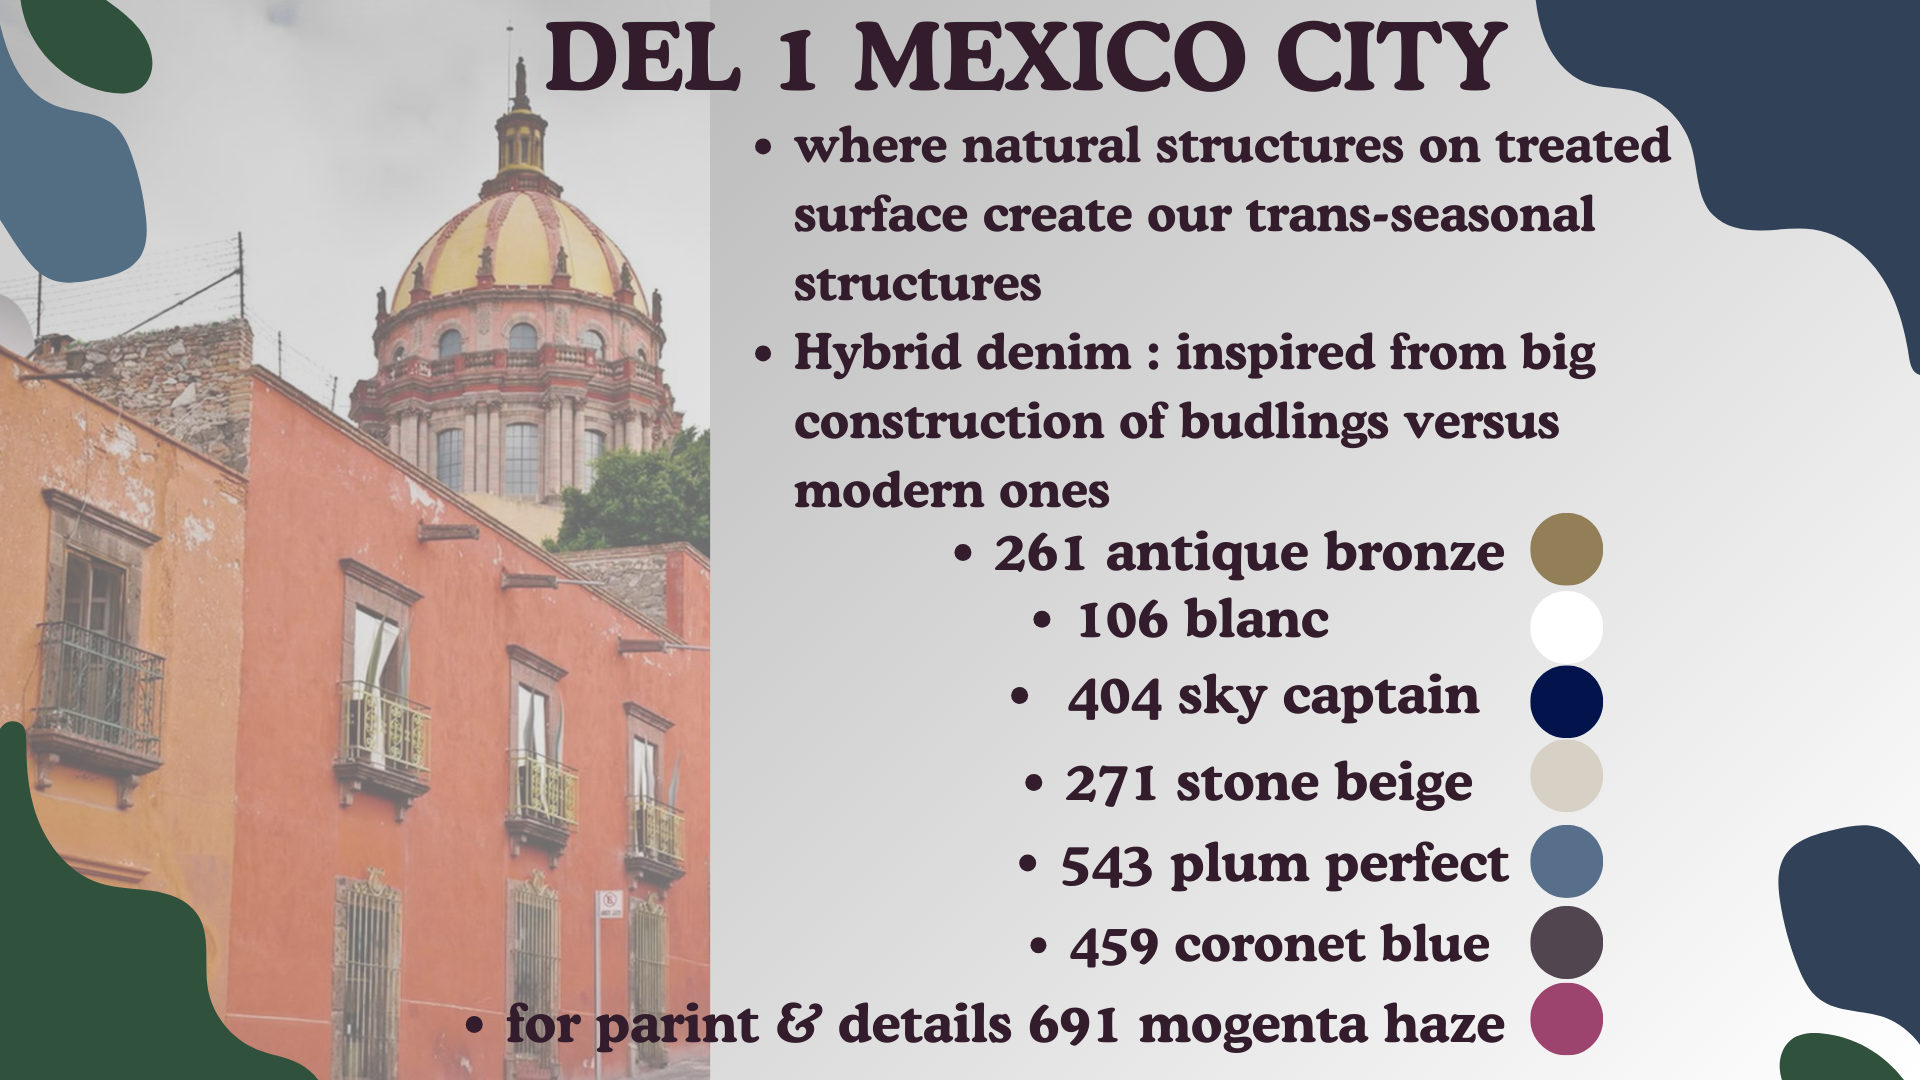 DEL 1 MEXICO CITY
• where natural structures on treated
surface create our trans-seasonal
structures
• Hybrid denim : inspired from big
construction of budlings versus
modern ones
• 261 antique bronze
• 106 blanc
• 404 sky captain
• 271 stone beige
• 543 plum perfect
• 459 coronet blue
• for parint & details 691 mogenta haze